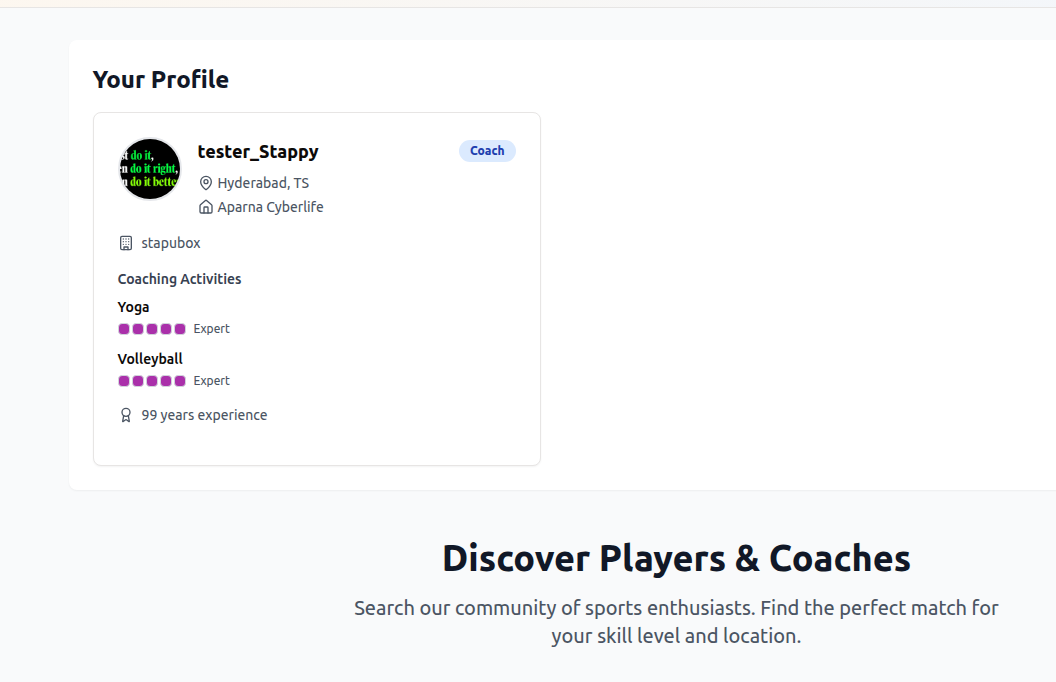 Your Profile
st do it,
n do it right,
n do it bette
tester_Stappy
Coach
Hyderabad, TS
Aparna Cyberlife
stapubox
Coaching Activities
Yoga
Expert
Volleyball
Expert
99 years experience
Discover Players & Coaches
Search our community of sports enthusiasts. Find the perfect match for
your skill level and location.